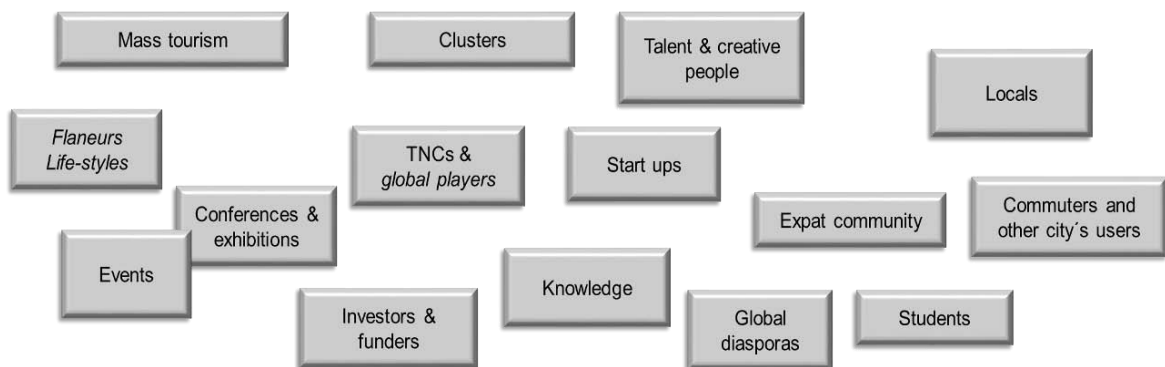 Mass tourism
Clusters
Talent & creative
people
Locals
Flaneurs
Life-styles
TNCs &
global players
Start ups
Conferences &
exhibitions
Expat community
Commuters and
other city´s users
Events
Knowledge
Investors &
funders
Global
diasporas
Students